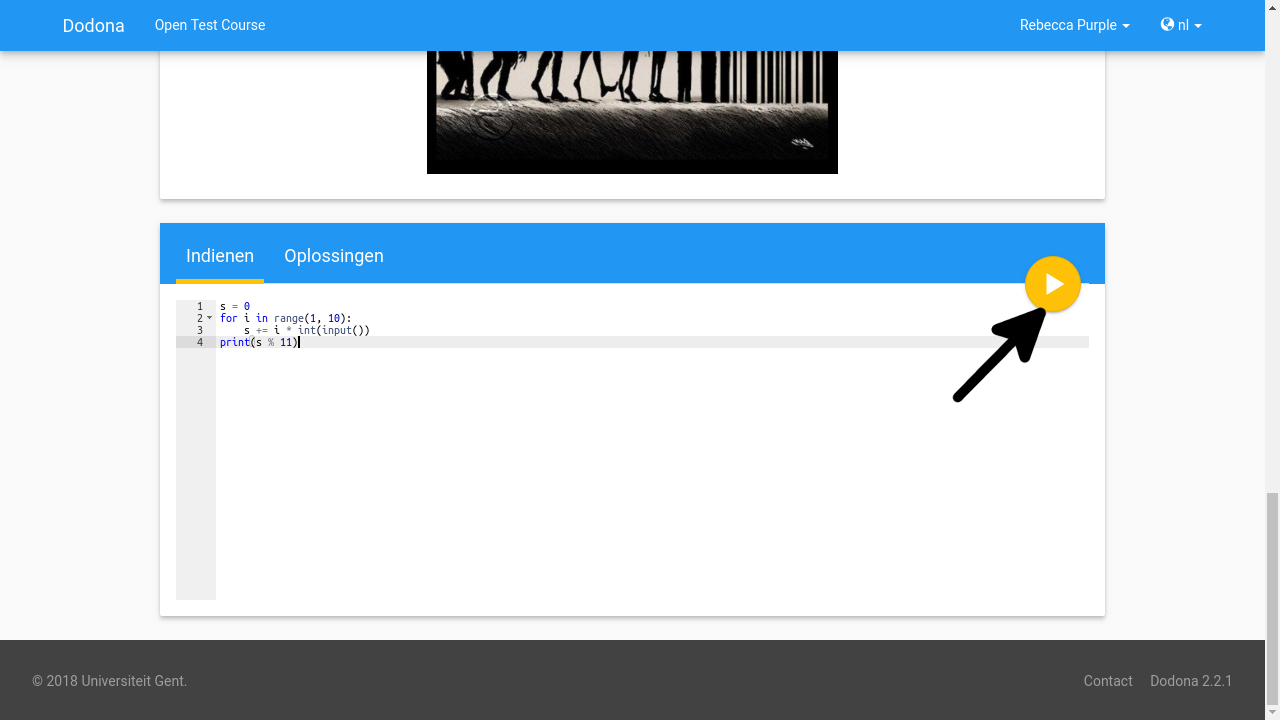 Dodona Open Test Course Rebecca Purple nl
Indienen Oplossingen
1 s = 0
2 for i in range(1, 10):
3 s += i * int(input())
4 print(s % 11)
© 2018 Universiteit Gent. Contact Dodona 2.2.1